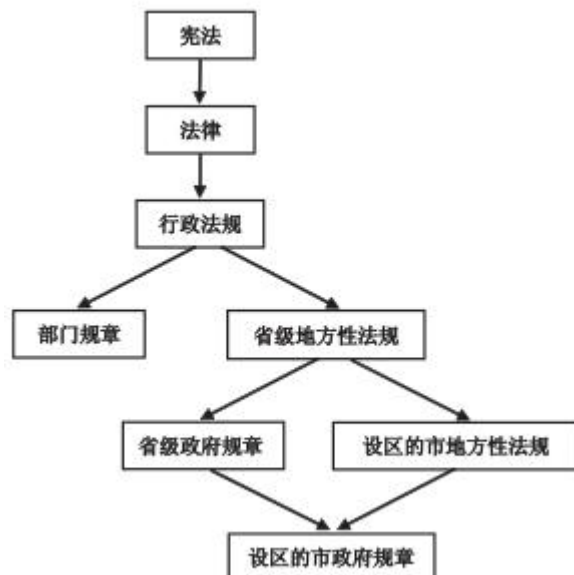 宪法
法律
行政法规
部门规章
省级地方性法规
省级政府规章
设区的市地方性法规
设区的市政府规章